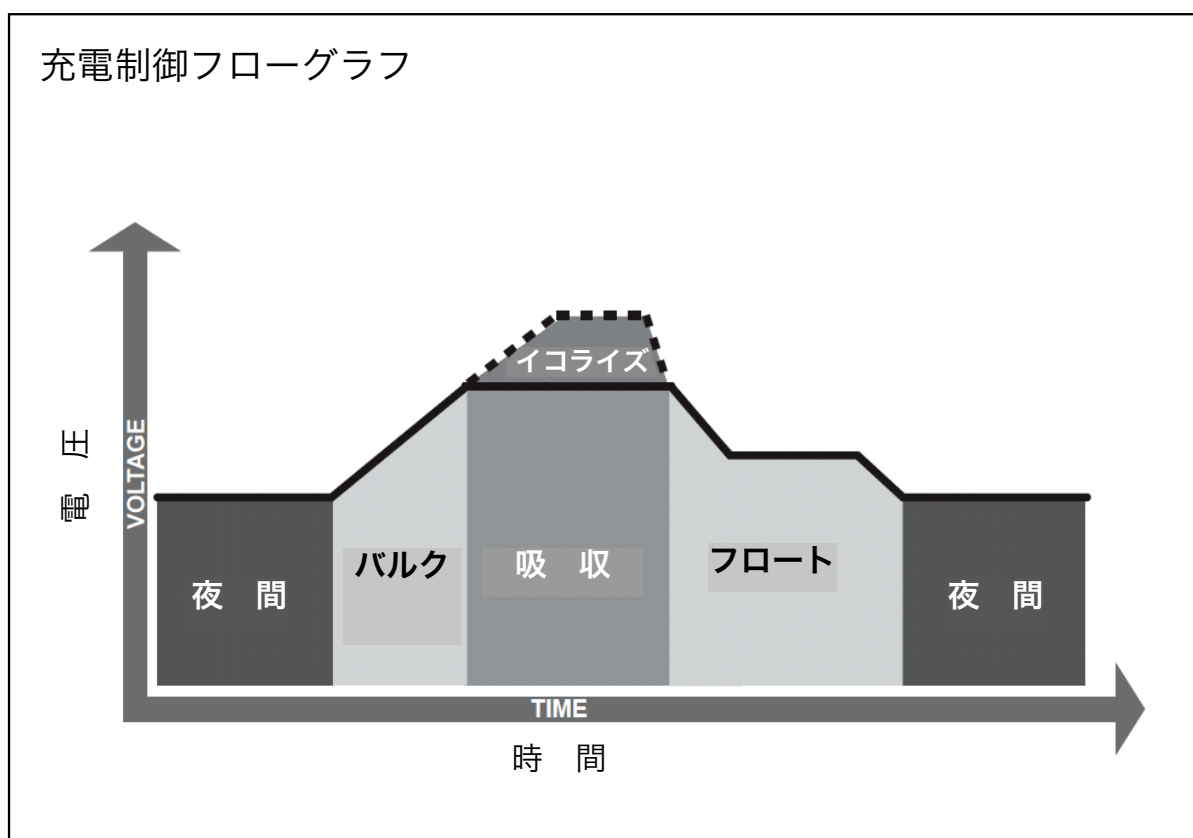 充電制御フローグラフ
イコライズ
電 圧
VOLTAGE
夜 間
バルク
吸 収
フロート
夜 間
TIME
時 間